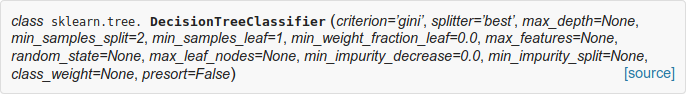 class sklearn.tree. DecisionTreeClassifier (criterion='gini', splitter='best', max_depth=None,
min_samples_split=2, min_samples_leaf=1, min_weight_fraction_leaf=0.0, max_features=None,
random_state=None, max_leaf_nodes=None, min_impurity_decrease=0.0, min_impurity_split=None,
class_weight=None, presort=False) [source]